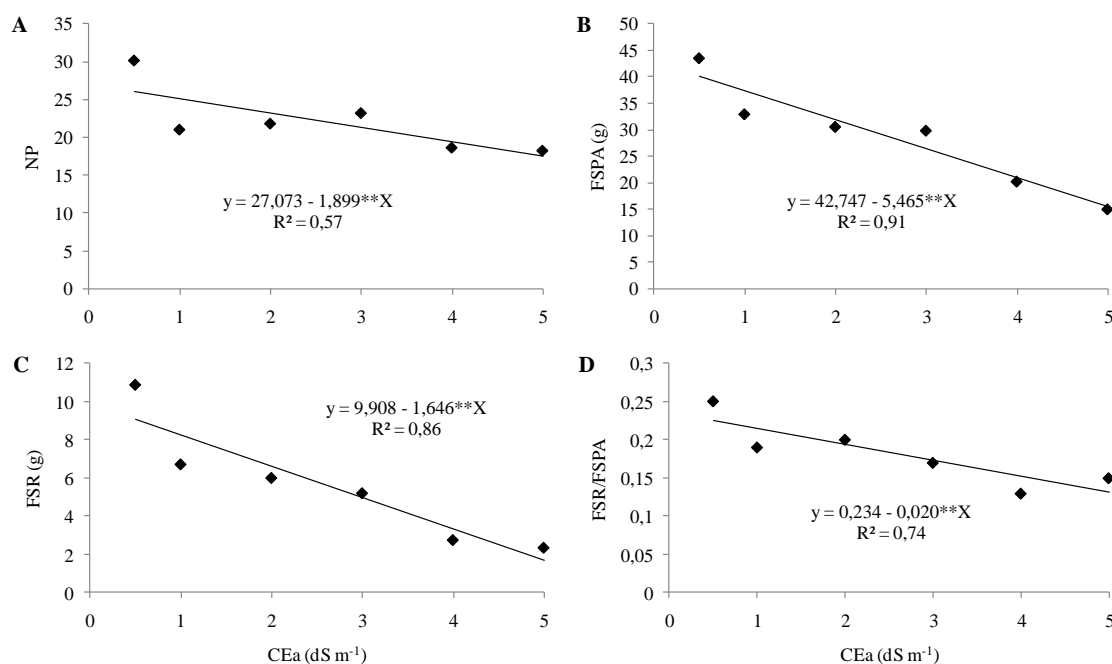 A
35
30
25
20
15
10
5
0
NP
y = 27,073 - 1,899**X
R² = 0,57
0 1 2 3 4 5
B
50
45
40
35
30
25
20
15
10
5
0
FSPA (g)
y = 42,747 - 5,465**X
R² = 0,91
0 1 2 3 4 5
C
12
10
8
6
4
2
0
FSR (g)
y = 9,908 - 1,646**X
R² = 0,86
0 1 2 3 4 5
CEa (dS m⁻¹)
D
0,3
0,25
0,2
0,15
0,1
0,05
0
FSR/FSPA
y = 0,234 - 0,020**X
R² = 0,74
0 1 2 3 4 5
CEa (dS m⁻¹)